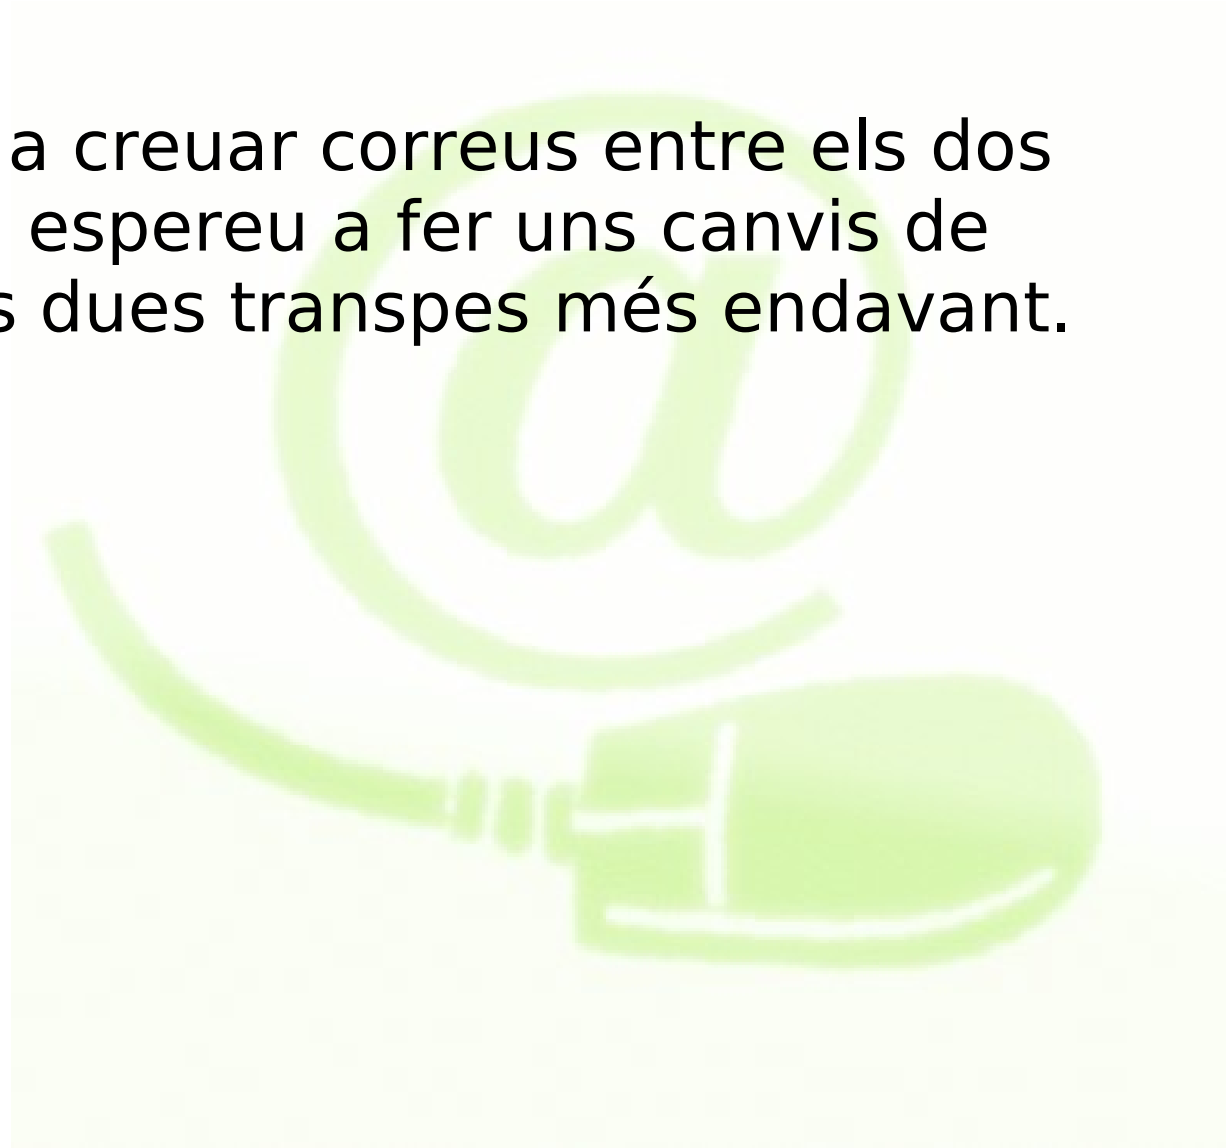 a creuar correus entre els dos
espereu a fer uns canvis de
s dues transpes més endavant.
@